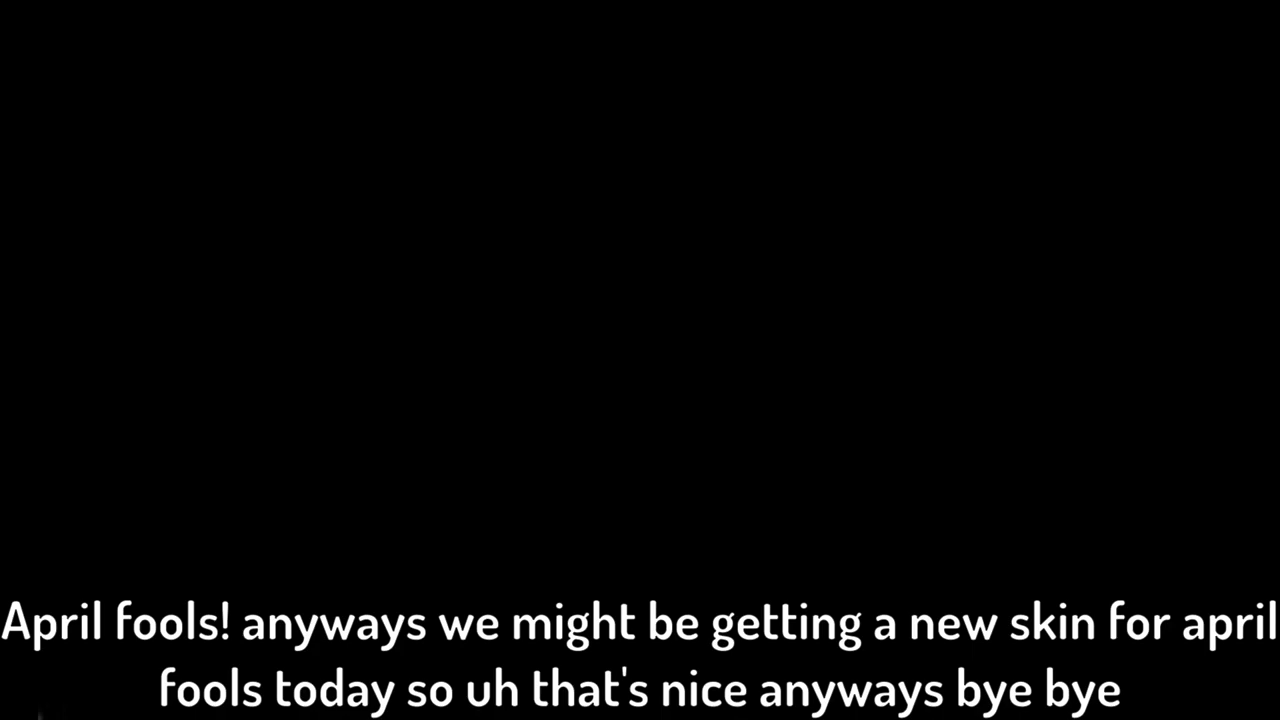 April fools! anyways we might be getting a new skin for april
fools today so uh that's nice anyways bye bye